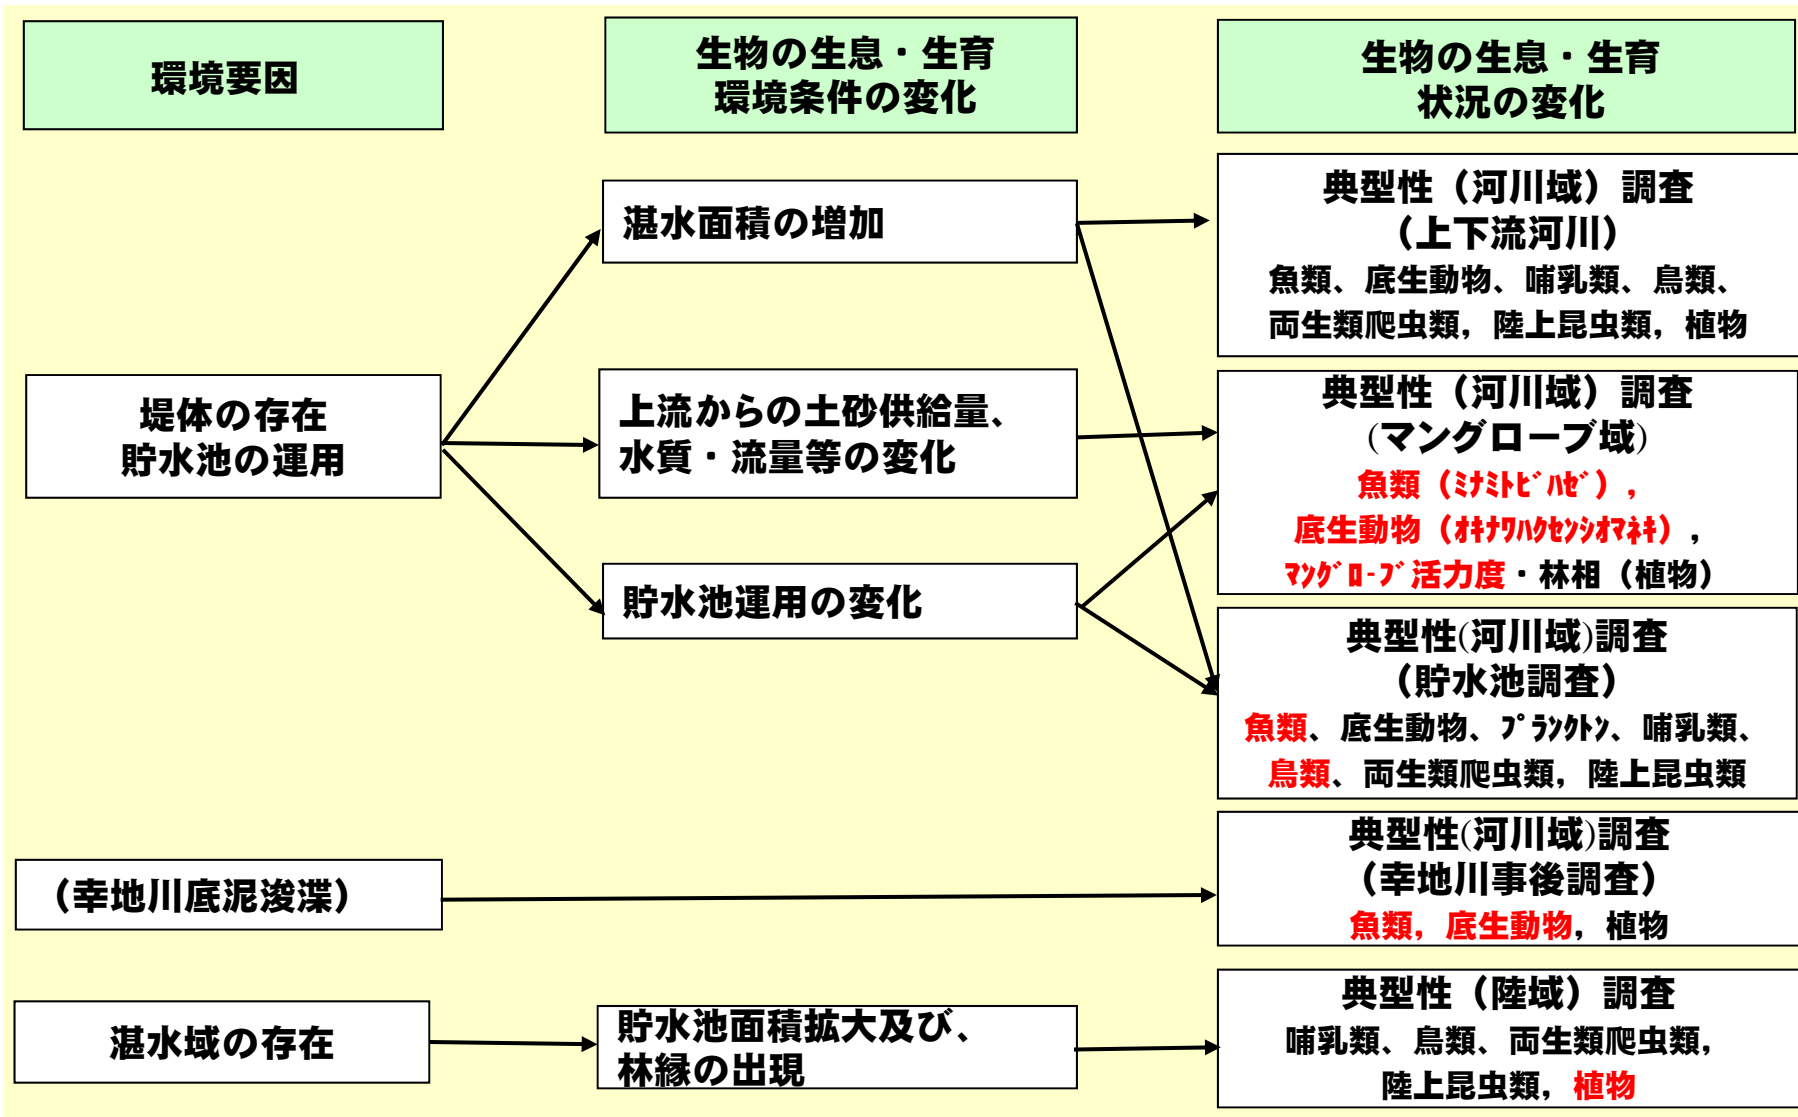 環境要因
生物の生息・生育
環境条件の変化
生物の生息・生育
状況の変化
堤体の存在
貯水池の運用
湛水面積の増加
上流からの土砂供給量、
水質・流量等の変化
貯水池運用の変化
典型性（河川域）調査
（上下流河川）
魚類、底生動物、哺乳類、鳥類、
両生類爬虫類，陸上昆虫類，植物
典型性（河川域）調査
(マングローブ域)
魚類（ﾐﾅﾐﾄﾋﾞﾊｾﾞ），
底生動物（ｵｷﾅﾜﾊｸｾﾝｼｵﾏﾈｷ），
ﾏﾝｸﾞﾛｰﾌﾞ活力度・林相（植物）
典型性(河川域)調査
（貯水池調査）
魚類、底生動物、ﾌﾟﾗﾝｸﾄﾝ、哺乳類、
鳥類、両生類爬虫類，陸上昆虫類
（幸地川底泥浚渫）
典型性(河川域)調査
（幸地川事後調査）
魚類，底生動物，植物
湛水域の存在
貯水池面積拡大及び、
林縁の出現
典型性（陸域）調査
哺乳類、鳥類、両生類爬虫類，
陸上昆虫類，植物